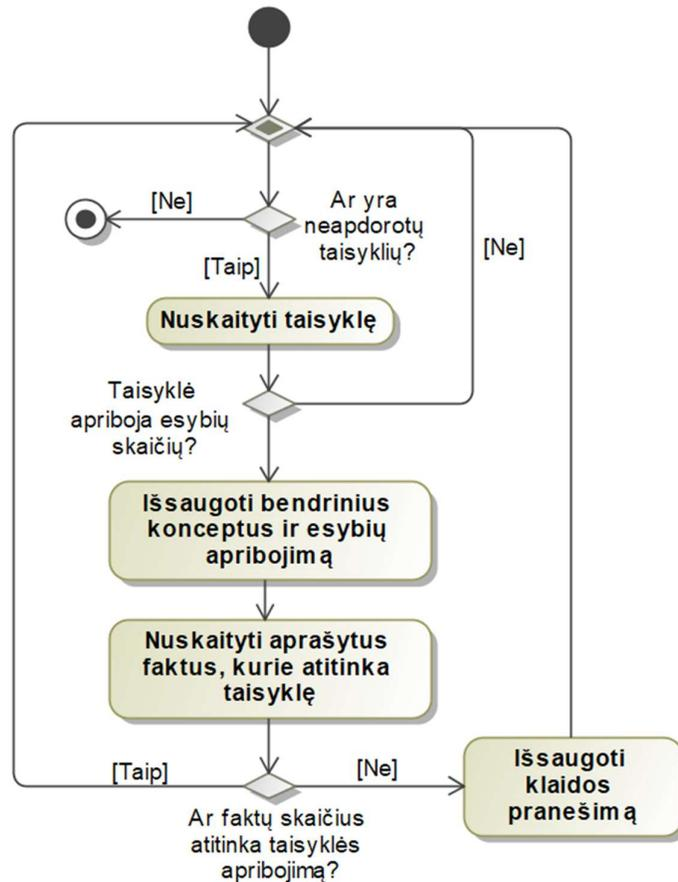 [Ne]
Ar yra
neapdorotų
taisyklių?
[Ne]
[Taip]
Nuskaityti taisyklę
Taisyklė
apriboja esybių
skaičių?
Išsaugoti bendrinius
konceptus ir esybių
apribojimą
Nuskaityti aprašytus
faktus, kurie atitinka
taisyklę
[Taip]
[Ne]
Išsaugoti
klaidos
pranešimą
Ar faktų skaičius
atitinka taisyklės
apribojimą?